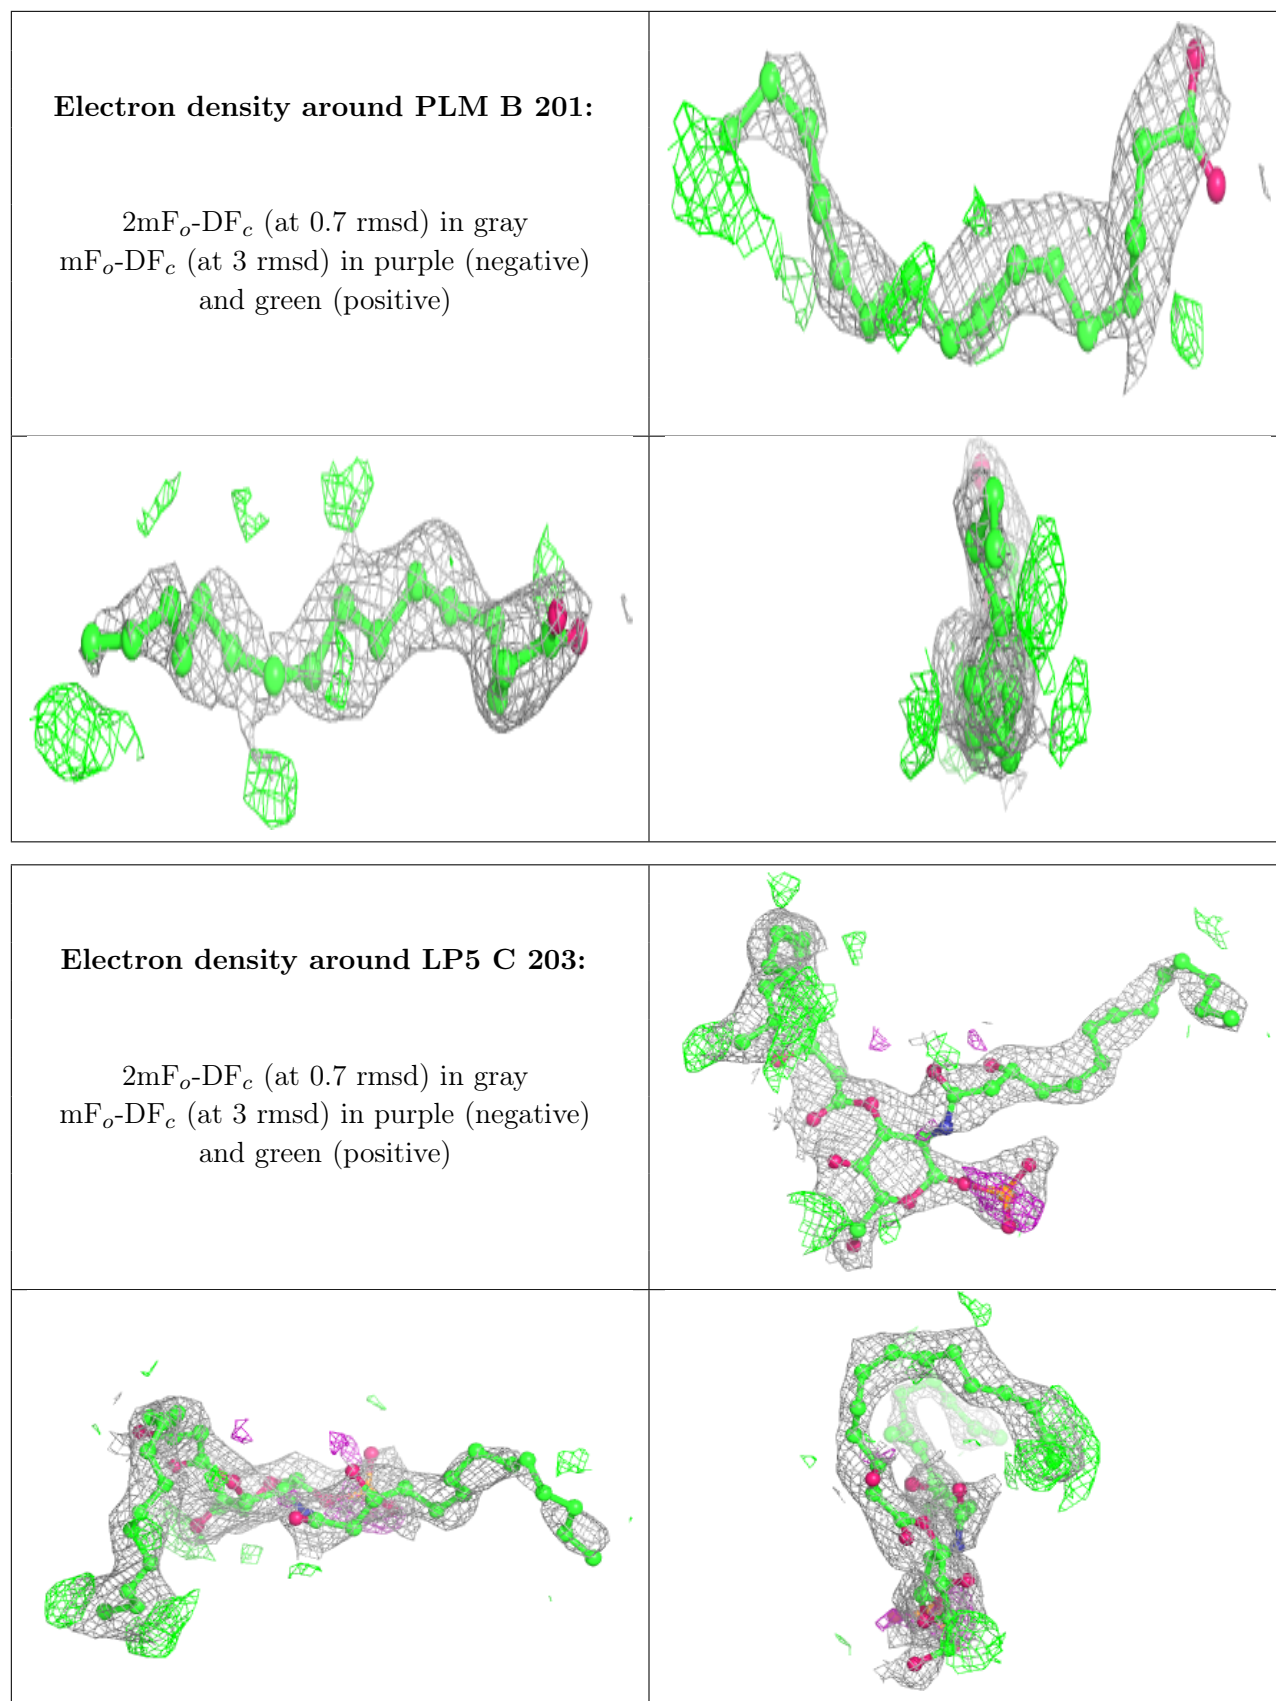 Electron density around PLM B 201:
2mFo-DFc (at 0.7 rmsd) in gray
mFo-DFc (at 3 rmsd) in purple (negative)
and green (positive)
Electron density around LP5 C 203:
2mFo-DFc (at 0.7 rmsd) in gray
mFo-DFc (at 3 rmsd) in purple (negative)
and green (positive)